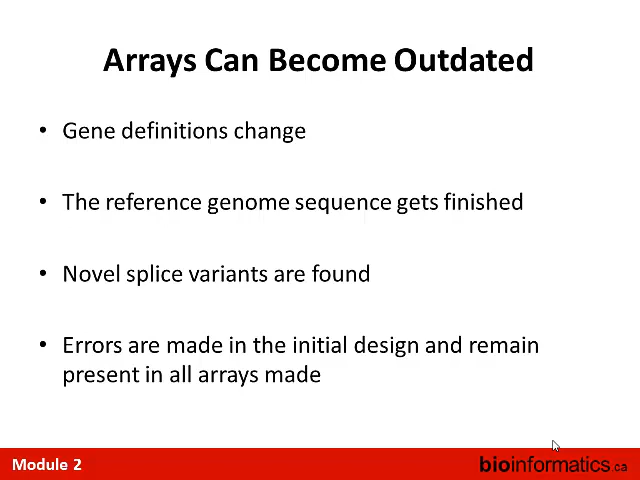 Arrays Can Become Outdated
• Gene definitions change
• The reference genome sequence gets finished
• Novel splice variants are found
• Errors are made in the initial design and remain
present in all arrays made
Module 2
bioinformatics.ca